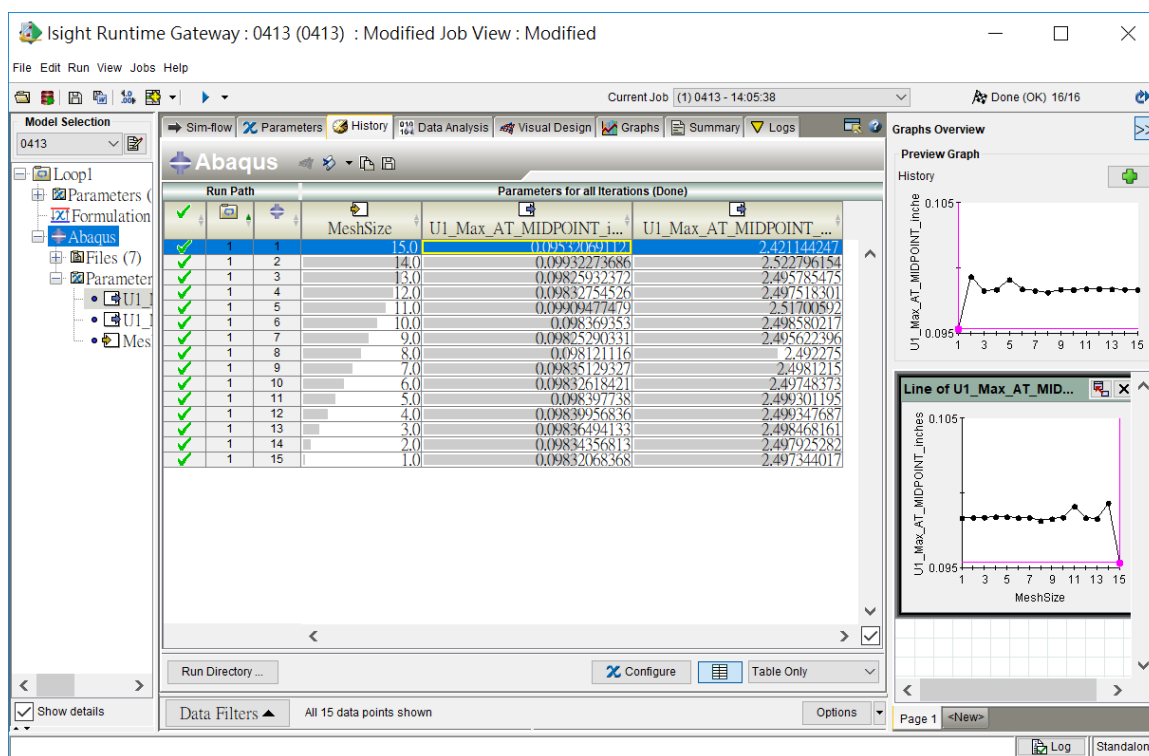 Isight Runtime Gateway : 0413 (0413) : Modified Job View : Modified
File Edit Run View Jobs Help
Current Job (1) 0413 - 14:05:38 Done (OK) 16/16
Model Selection
0413
Loop1
Parameters (
Formulation
Abaqus
Files (7)
Parameter
U1_M
U1_M
Mes
Show details
Sim-flow Parameters History Data Analysis Visual Design Graphs Summary Logs
Abaqus
Run Path Parameters for all Iterations (Done)
MeshSize U1_Max_AT_MIDPOINT_i... U1_Max_AT_MIDPOINT_...
1 1 15.0 0.09532069112 2.421144247
1 2 14.0 0.09932273686 2.522796154
1 3 13.0 0.09825932372 2.495785475
1 4 12.0 0.09832754526 2.497518301
1 5 11.0 0.09909477479 2.51700592
1 6 10.0 0.098369353 2.498580217
1 7 9.0 0.09825290331 2.495622396
1 8 8.0 0.098121116 2.492275
1 9 7.0 0.09835129327 2.4981215
1 10 6.0 0.09832618421 2.49748373
1 11 5.0 0.098397738 2.499301195
1 12 4.0 0.09839956836 2.499347687
1 13 3.0 0.09836494133 2.498468161
1 14 2.0 0.09834356813 2.497925282
1 15 1.0 0.09832068368 2.497344017
Run Directory ... Configure Table Only
Data Filters All 15 data points shown Options
Graphs Overview
Preview Graph
History
U1_Max_AT_MIDPOINT_inche
0.105
0.095
1 3 5 7 9 11 13 15
Line of U1_Max_AT_MID...
U1_Max_AT_MIDPOINT_inches
0.105
0.095
1 3 5 7 9 11 13 15
MeshSize
Page 1 <New>
Log Standalon